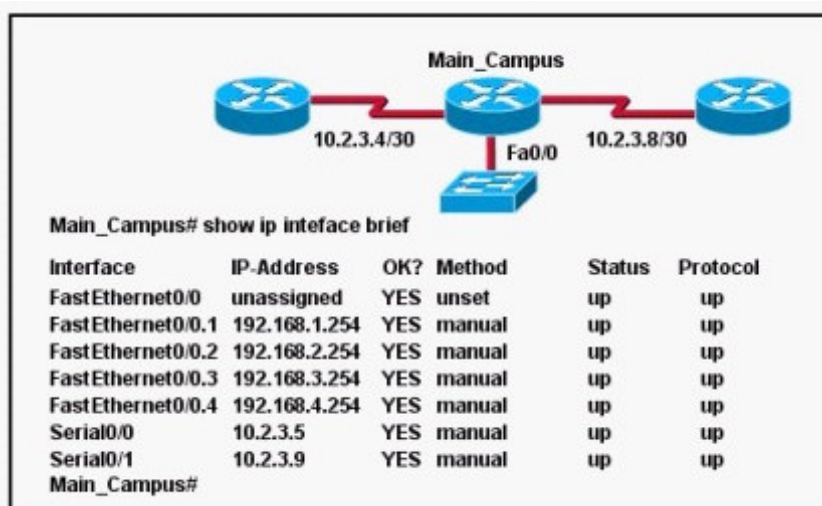 Main_Campus
10.2.3.4/30
10.2.3.8/30
Fa0/0
Main_Campus# show ip inteface brief
Interface IP-Address OK? Method Status Protocol
FastEthernet0/0 unassigned YES unset up up
FastEthernet0/0.1 192.168.1.254 YES manual up up
FastEthernet0/0.2 192.168.2.254 YES manual up up
FastEthernet0/0.3 192.168.3.254 YES manual up up
FastEthernet0/0.4 192.168.4.254 YES manual up up
Serial0/0 10.2.3.5 YES manual up up
Serial0/1 10.2.3.9 YES manual up up
Main_Campus#